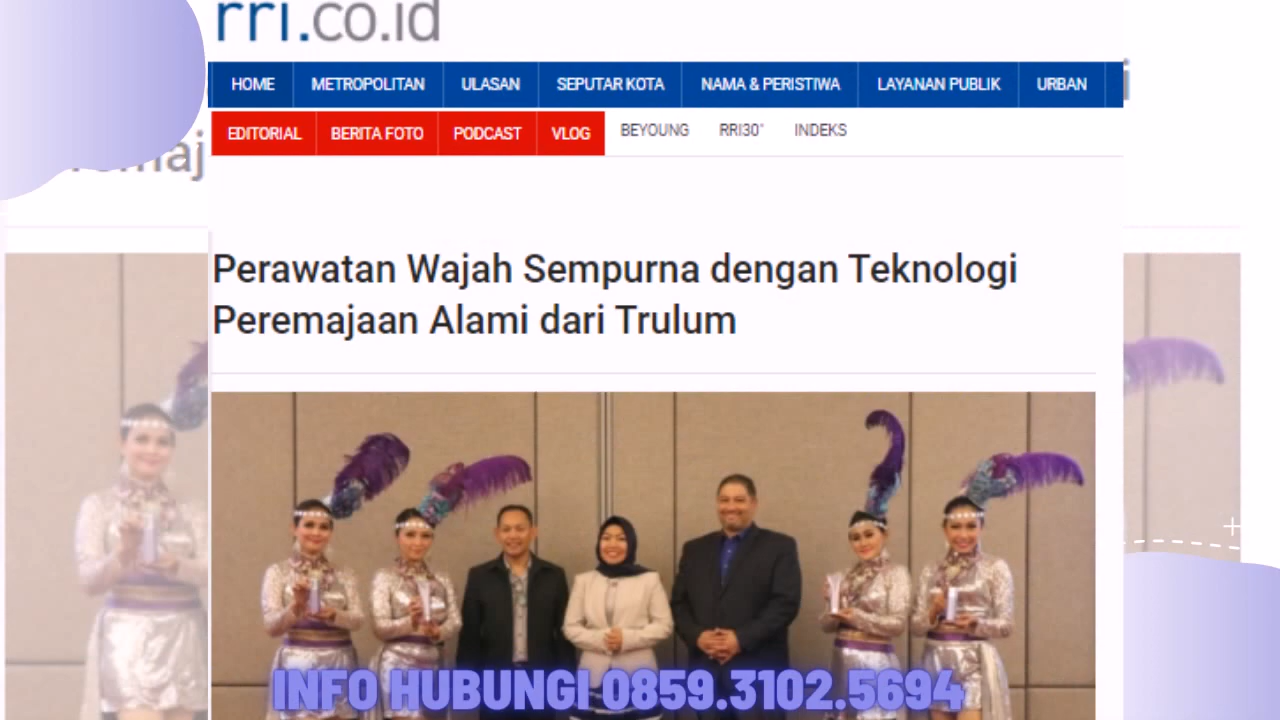 rri.co.id
HOME METROPOLITAN ULASAN SEPUTAR KOTA NAMA & PERISTIWA LAYANAN PUBLIK URBAN
EDITORIAL BERITA FOTO PODCAST VLOG BEYOUNG RRI30" INDEKS
Perawatan Wajah Sempurna dengan Teknologi
Peremajaan Alami dari Trulum
INFO HUBUNGI 0859.3102.5694